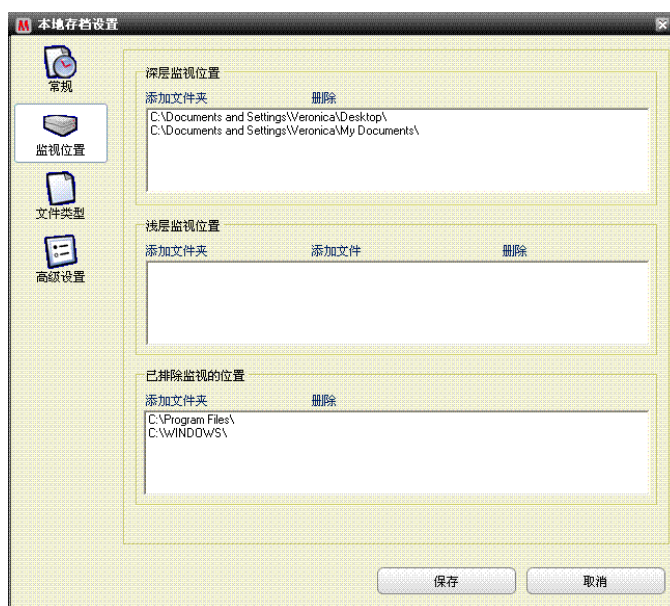 本地存档设置
常规
监视位置
文件类型
高级设置
深层监视位置
添加文件夹 删除
C:\Documents and Settings\Veronica\Desktop\
C:\Documents and Settings\Veronica\My Documents\
浅层监视位置
添加文件夹 添加文件 删除
已排除监视的位置
添加文件夹 删除
C:\Program Files\
C:\WINDOWS\
保存 取消